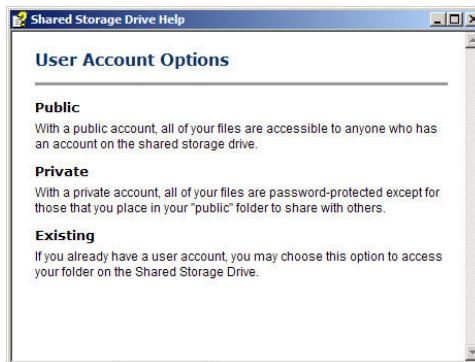 Shared Storage Drive Help
User Account Options
Public
With a public account, all of your files are accessible to anyone who has
an account on the shared storage drive.
Private
With a private account, all of your files are password-protected except for
those that you place in your "public" folder to share with others.
Existing
If you already have a user account, you may choose this option to access
your folder on the Shared Storage Drive.